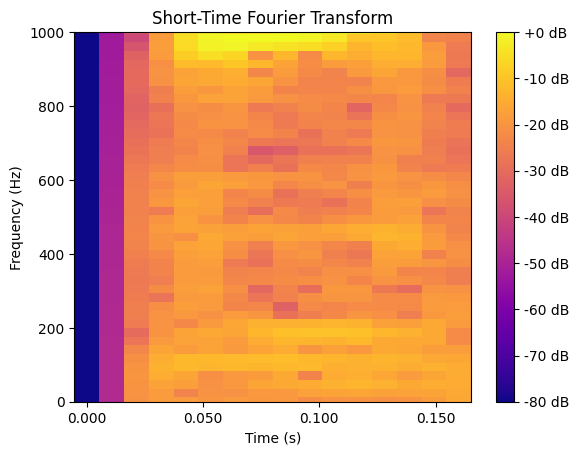 Short-Time Fourier Transform
1000
800
600
400
200
0
Frequency (Hz)
0.000
0.050
0.100
0.150
Time (s)
+0 dB
-10 dB
-20 dB
-30 dB
-40 dB
-50 dB
-60 dB
-70 dB
-80 dB